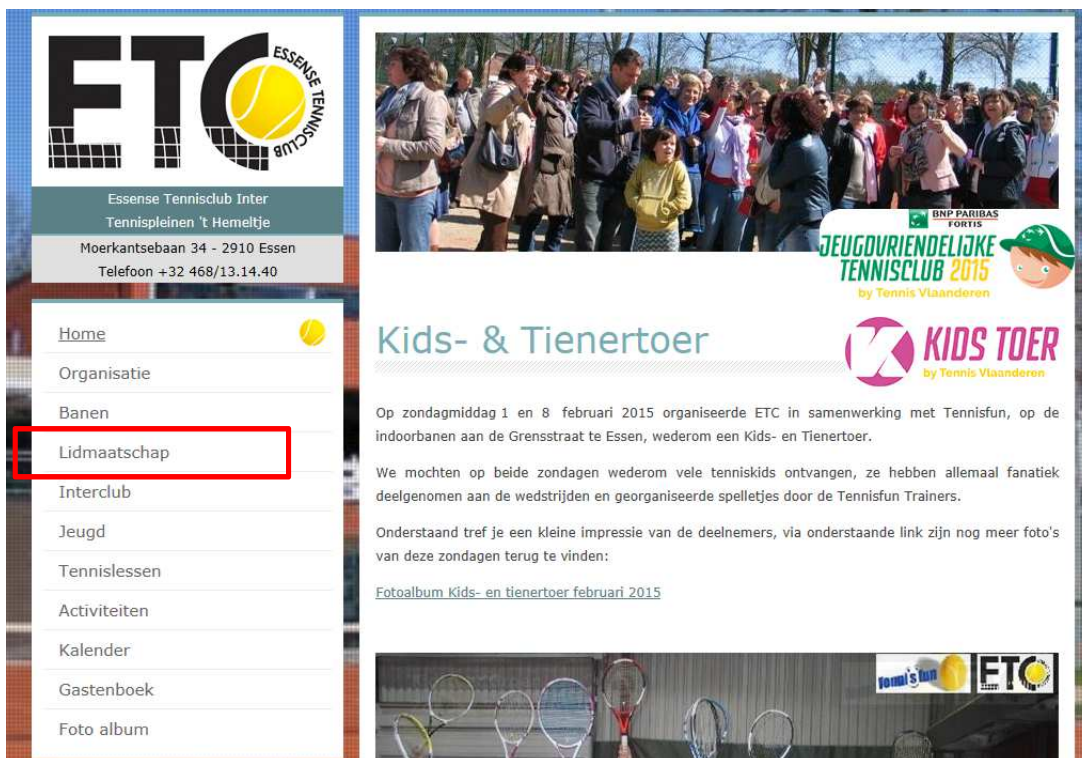 ETC
ESSENSE TENNISCLUB
Essense Tennisclub Inter
Tennispleinen 't Hemeltje
Moerkantsebaan 34 - 2910 Essen
Telefoon +32 468/13.14.40
Home
Organisatie
Banen
Lidmaatschap
Interclub
Jeugd
Tennislessen
Activiteiten
Kalender
Gastenboek
Foto album
BNP PARIBAS
FORTIS
JEUGDVRIENDELIJKE
TENNISCLUB 2015
by Tennis Vlaanderen
Kids- & Tienertoer
K KIDS TOER
by Tennis Vlaanderen
Op zondagmiddag 1 en 8 februari 2015 organiseerde ETC in samenwerking met Tennisfun, op de
indoorbanen aan de Grensstraat te Essen, wederom een Kids- en Tienertoer.
We mochten op beide zondagen wederom vele tenniskids ontvangen, ze hebben allemaal fanatiek
deelgenomen aan de wedstrijden en georganiseerde spelletjes door de Tennisfun Trainers.
Onderstaand tref je een kleine impressie van de deelnemers, via onderstaande link zijn nog meer foto's
van deze zondagen terug te vinden:
Fotoalbum Kids- en tienertoer februari 2015
Tennis fun
ETC